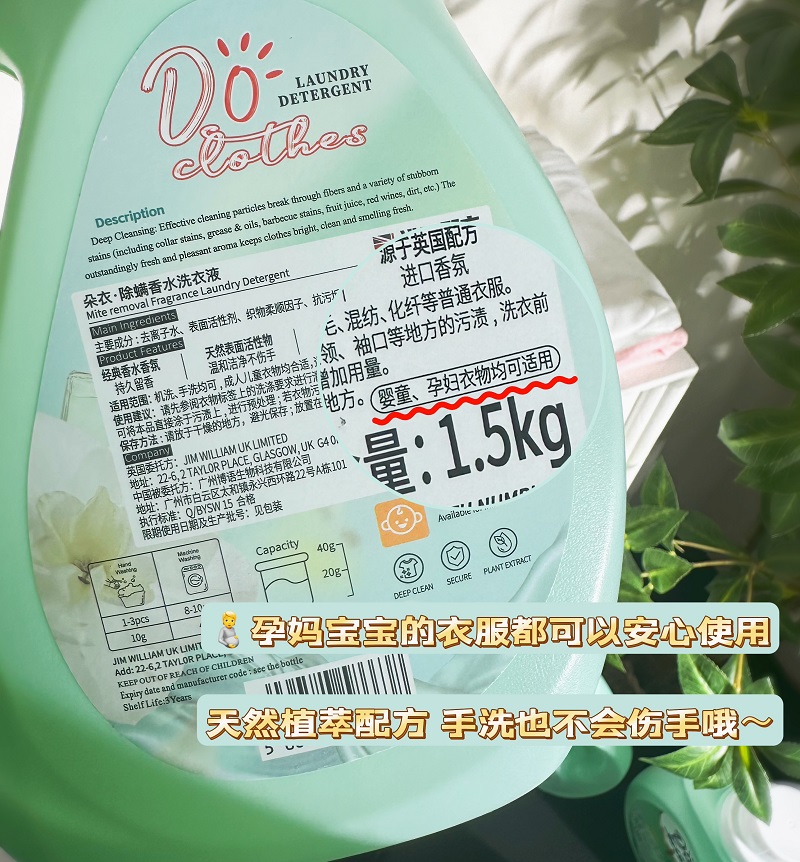 Do
clothes
LAUNDRY
DETERGENT
Description
Deep Cleansing: Effective cleaning particles break through fibers and a variety of stubborn
stains (including collar stains, grease & oils, barbecue stains, fruit juice, red wines, dirt, etc.) The
outstandingly fresh and pleasant aroma keeps clothes bright, clean and smelling fresh.
朵衣·除螨香水洗衣液
Mite removal Fragrance Laundry Detergent
Main Ingredients
主要成分：去离子水、表面活性剂、织物柔顺因子、抗污
Product Features
经典香水香氛
持久留香
天然表面活性物
温和洁净不伤手
适用范围：机洗、手洗均可，成人儿童衣物均合适，
使用建议：请先参阅衣物标签上的洗涤要求进行
可将本品直接涂于污渍上，进行预处理；若衣物污
保存方法：请放于干燥的地方，避光保存；放置在
Company
英国委托方：JIM WILLIAM UK LIMITED
地址：22-6,2 TAYLOR PLACE, GLASGOW, UK G4 0
中国被委托方：广州博语生物科技有限公司
地址：广州市白云区太和镇永兴西环路22号A栋101
执行标准：Q/BYSW 15 合格
限期使用日期及生产批号：见包装
源于英国配方
进口香氛
毛、混纺、化纤等普通衣服。
领、袖口等地方的污渍，洗衣前
增加用量。
地方。婴童、孕妇衣物均可适用
量：1.5kg
Available for
Hand
Washing
Machine
Washing
1-3pcs
8-10
10g
Capacity
40g
20g
DEEP CLEAN
SECURE
PLANT EXTRACT
JIM WILLIAM UK LIM
Add: 22-6,2 TAYLOR PLACE
KEEP OUT OF REACH OF CHILDREN
Expiry date and manufacturer code : see the bottle
Shelf Life:3 Years
孕妈宝宝的衣服都可以安心使用
天然植萃配方 手洗也不会伤手哦～